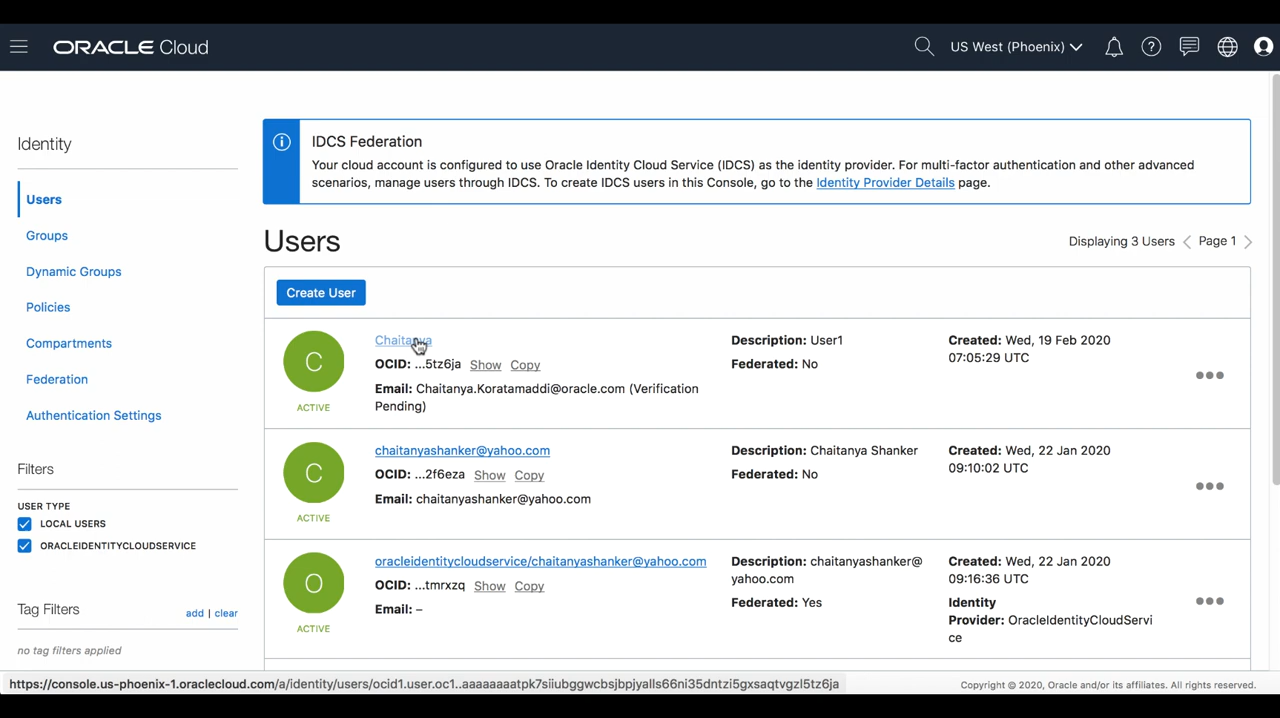 ORACLE Cloud
US West (Phoenix)
Identity
Users
Groups
Dynamic Groups
Policies
Compartments
Federation
Authentication Settings
Filters
USER TYPE
LOCAL USERS
ORACLEIDENTITYCLOUDSERVICE
Tag Filters
add | clear
no tag filters applied
IDCS Federation
Your cloud account is configured to use Oracle Identity Cloud Service (IDCS) as the identity provider. For multi-factor authentication and other advanced
scenarios, manage users through IDCS. To create IDCS users in this Console, go to the Identity Provider Details page.
Users
Displaying 3 Users
Page 1
Create User
C
ACTIVE
Chaitanya
OCID: ...5tz6ja Show Copy
Email: Chaitanya.Koratamaddi@oracle.com (Verification
Pending)
Description: User1
Federated: No
Created: Wed, 19 Feb 2020
07:05:29 UTC
C
ACTIVE
chaitanyashanker@yahoo.com
OCID: ...2f6eza Show Copy
Email: chaitanyashanker@yahoo.com
Description: Chaitanya Shanker
Federated: No
Created: Wed, 22 Jan 2020
09:10:02 UTC
O
ACTIVE
oracleidentitycloudservice/chaitanyashanker@yahoo.com
OCID: ...tmrxzq Show Copy
Email: –
Description: chaitanyashanker@
yahoo.com
Federated: Yes
Created: Wed, 22 Jan 2020
09:16:36 UTC
Identity
Provider: OracleIdentityCloudServi
ce
https://console.us-phoenix-1.oraclecloud.com/a/identity/users/ocid1.user.oc1..aaaaaaaatpk7siiubggwcbsjbpjyalls66ni35dntzi5gxsaqtvgzl5tz6ja
Copyright © 2020, Oracle and/or its affiliates. All rights reserved.